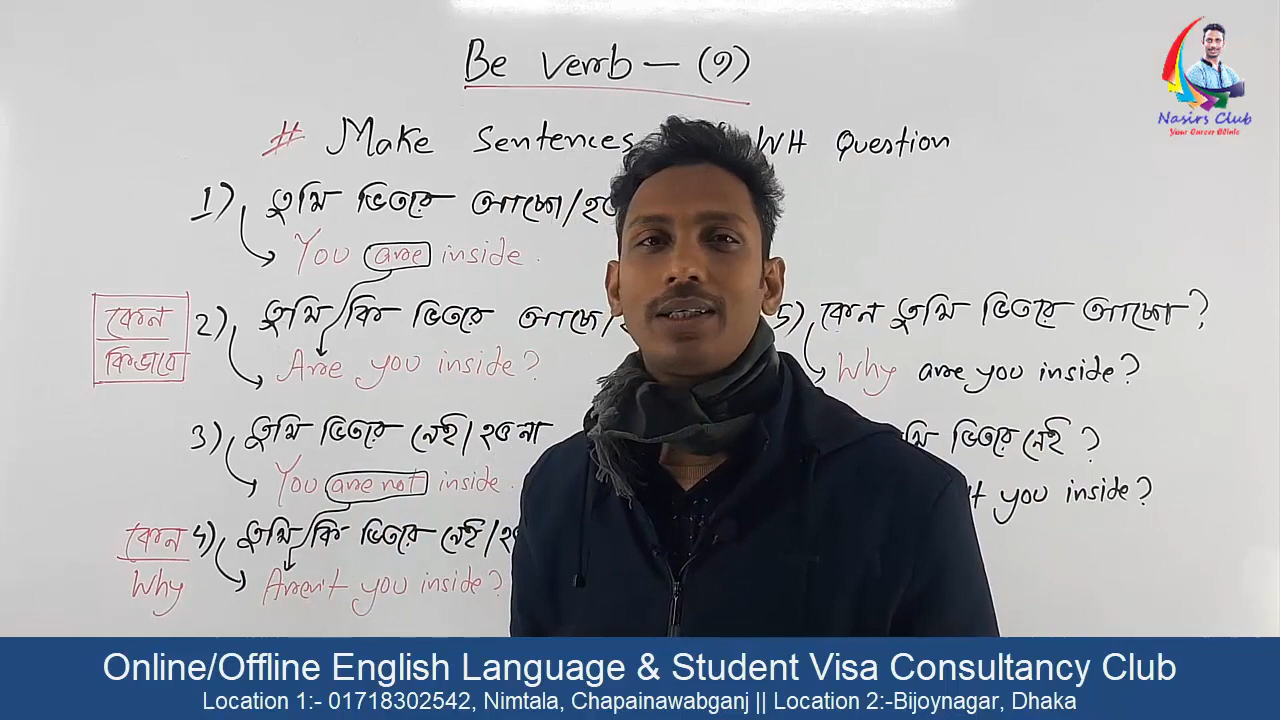 Be verb — (१)
# Make Sentences WH Question
1) তুমি ভিতরে আছো/হও
You are inside.
কেন
কিভাবে
2) তুমি/কি ভিতরে আছো/
Are you inside?
3) তুমি ভিতরে নেই/হও না
You are not inside.
কেন
Why
4) তুমি/কি ভিতরে নেই/হও
Aren't you inside?
5) কেন তুমি ভিতরে আছো?
Why are you inside?
ভিতরে নেই?
you inside?
Nasirs Club
Your Career Clinic
Online/Offline English Language & Student Visa Consultancy Club
Location 1:- 01718302542, Nimtala, Chapainawabganj || Location 2:-Bijoynagar, Dhaka